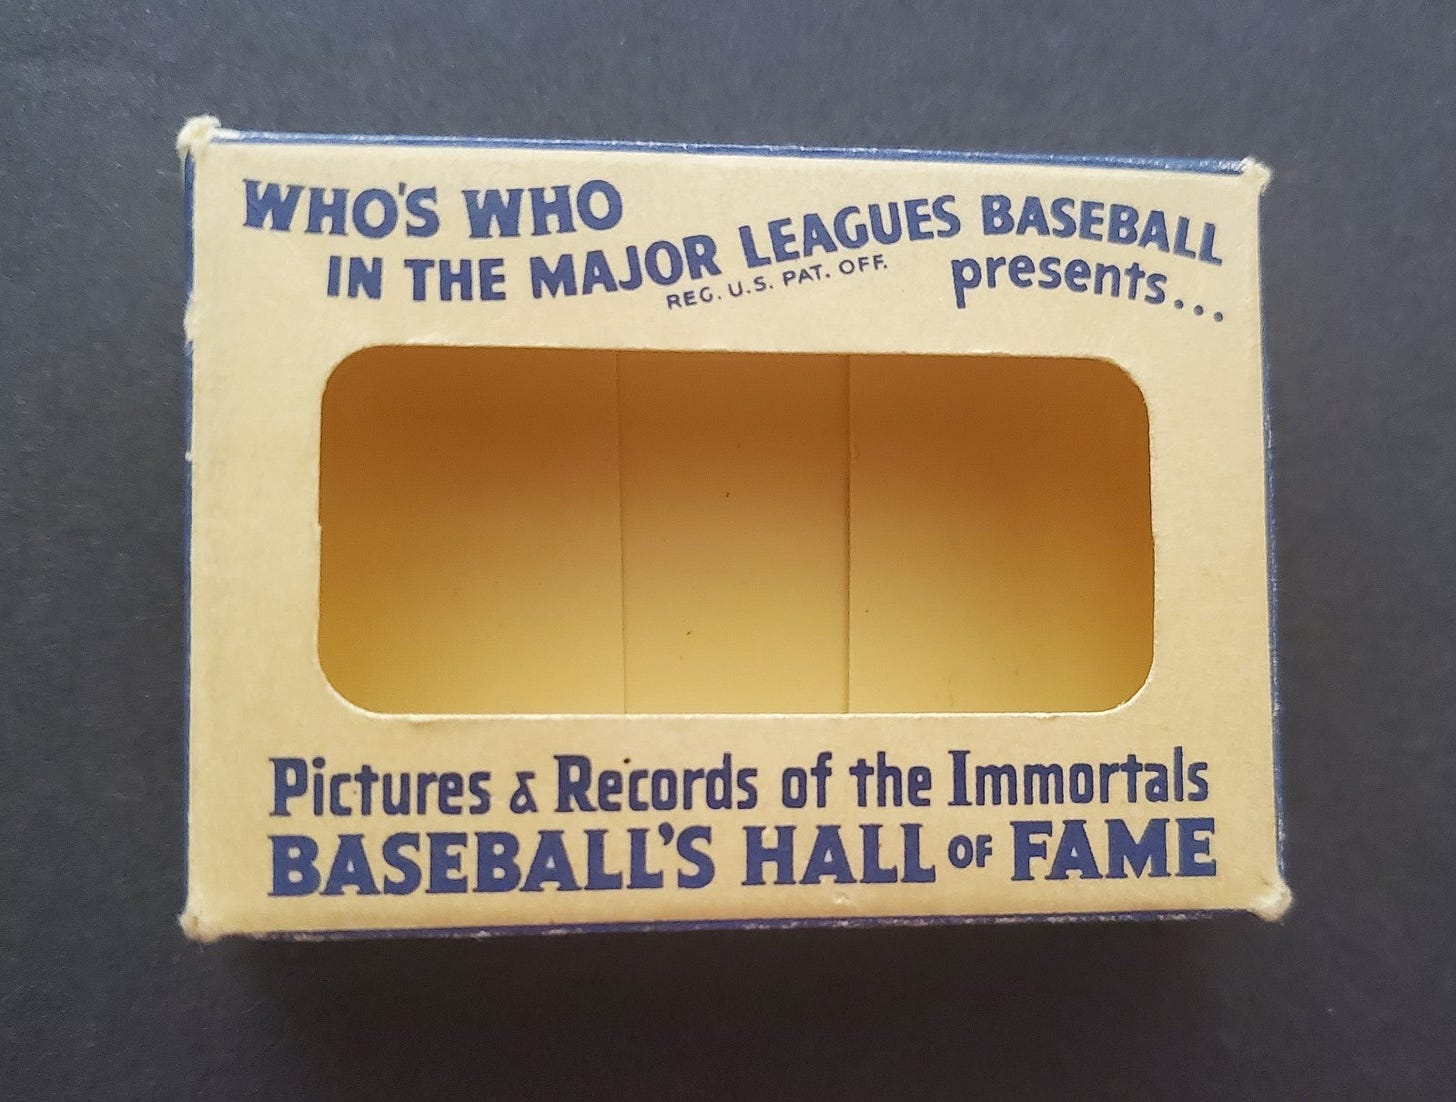 WHO'S WHO
IN THE MAJOR LEAGUES BASEBALL
REG. U.S. PAT. OFF.
presents...
Pictures & Records of the Immortals
BASEBALL'S HALL OF FAME